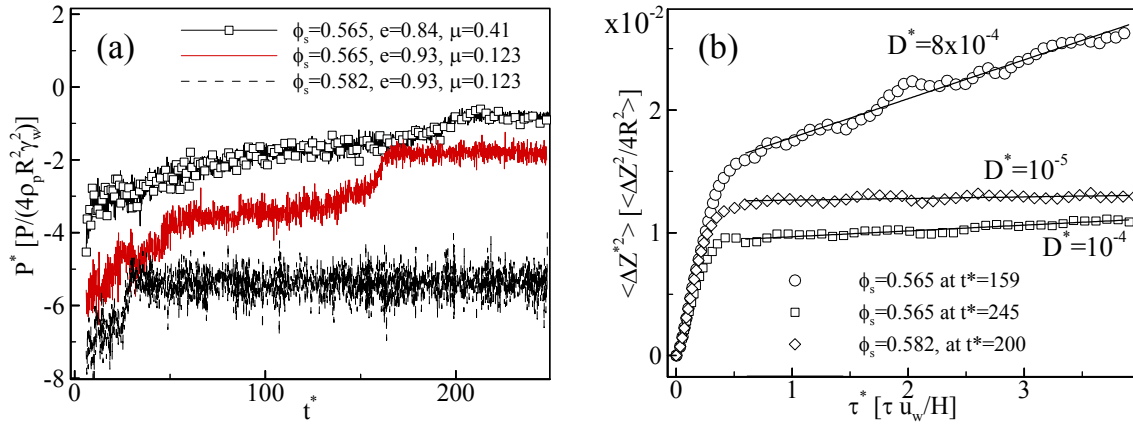 (a)
ϕs=0.565, e=0.84, μ=0.41
ϕs=0.565, e=0.93, μ=0.123
ϕs=0.582, e=0.93, μ=0.123
2
0
-2
-4
-6
-8
P* [P/(4ρpR²γw²)]
0
100
200
t*
x10⁻²
(b)
D*=8x10⁻⁴
D*=10⁻⁵
D*=10⁻⁴
2
1
0
<ΔZ*²> [<ΔZ²/4R²>]
ϕs=0.565 at t*=159
ϕs=0.565 at t*=245
ϕs=0.582, at t*=200
0
1
2
3
τ* [τ uw/H]